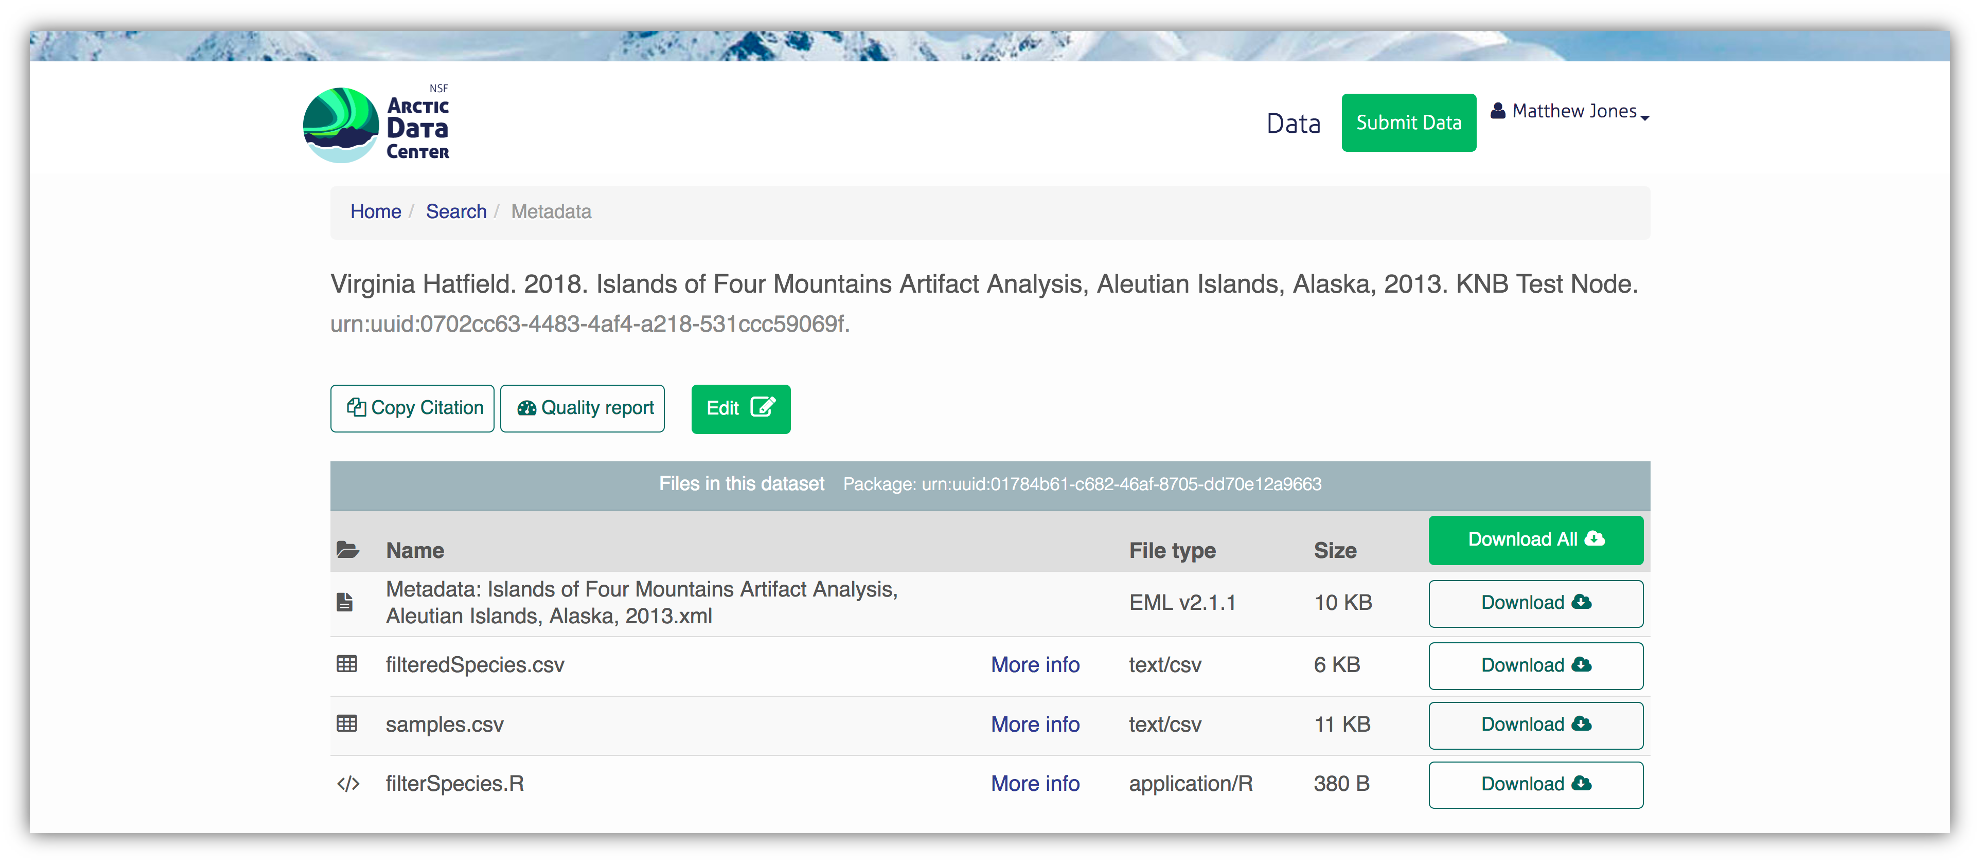 NSF
Arctic
Data
Center
Data
Submit Data
Matthew Jones
Home / Search / Metadata
Virginia Hatfield. 2018. Islands of Four Mountains Artifact Analysis, Aleutian Islands, Alaska, 2013. KNB Test Node.
urn:uuid:0702cc63-4483-4af4-a218-531ccc59069f.
Copy Citation Quality report Edit
Files in this dataset Package: urn:uuid:01784b61-c682-46af-8705-dd70e12a9663
Name File type Size Download All
Metadata: Islands of Four Mountains Artifact Analysis,
Aleutian Islands, Alaska, 2013.xml
EML v2.1.1 10 KB Download
filteredSpecies.csv More info text/csv 6 KB Download
samples.csv More info text/csv 11 KB Download
</> filterSpecies.R More info application/R 380 B Download